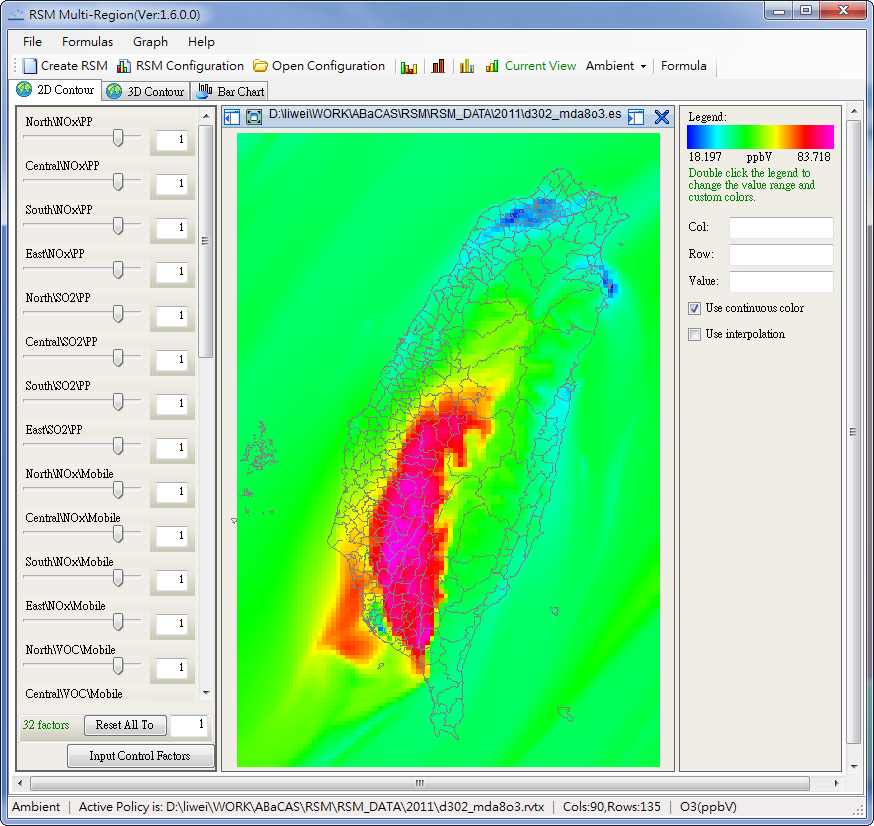 RSM Multi-Region(Ver:1.6.0.0)
File Formulas Graph Help
Create RSM RSM Configuration Open Configuration Current View Ambient Formula
2D Contour 3D Contour Bar Chart
D:\liwei\WORK\ABaCAS\RSM\RSM_DATA\2011\d302_mda8o3.es
North\NOx\PP
1
Central\NOx\PP
1
South\NOx\PP
1
East\NOx\PP
1
North\SO2\PP
1
Central\SO2\PP
1
South\SO2\PP
1
East\SO2\PP
1
North\NOx\Mobile
1
Central\NOx\Mobile
1
South\NOx\Mobile
1
East\NOx\Mobile
1
North\VOC\Mobile
1
Central\VOC\Mobile
32 factors Reset All To 1
Input Control Factors
Legend:
18.197 ppbV 83.718
Double click the legend to
change the value range and
custom colors.
Col:
Row:
Value:
Use continuous color
Use interpolation
Ambient | Active Policy is: D:\liwei\WORK\ABaCAS\RSM\RSM_DATA\2011\d302_mda8o3.rvtx | Cols:90,Rows:135 | O3(ppbV)